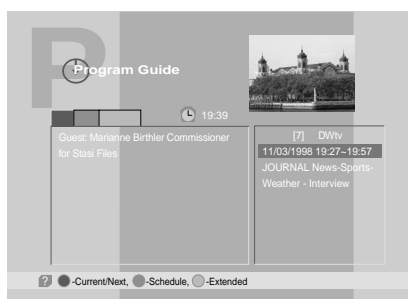 P
Program Guide
19:39
Guest: Marianne Birthler Commissioner
for Stasi Files
[7] DWtv
11/03/1998 19:27~19:57
JOURNAL News-Sports-
Weather - Interview
? -Current/Next, -Schedule, -Extended